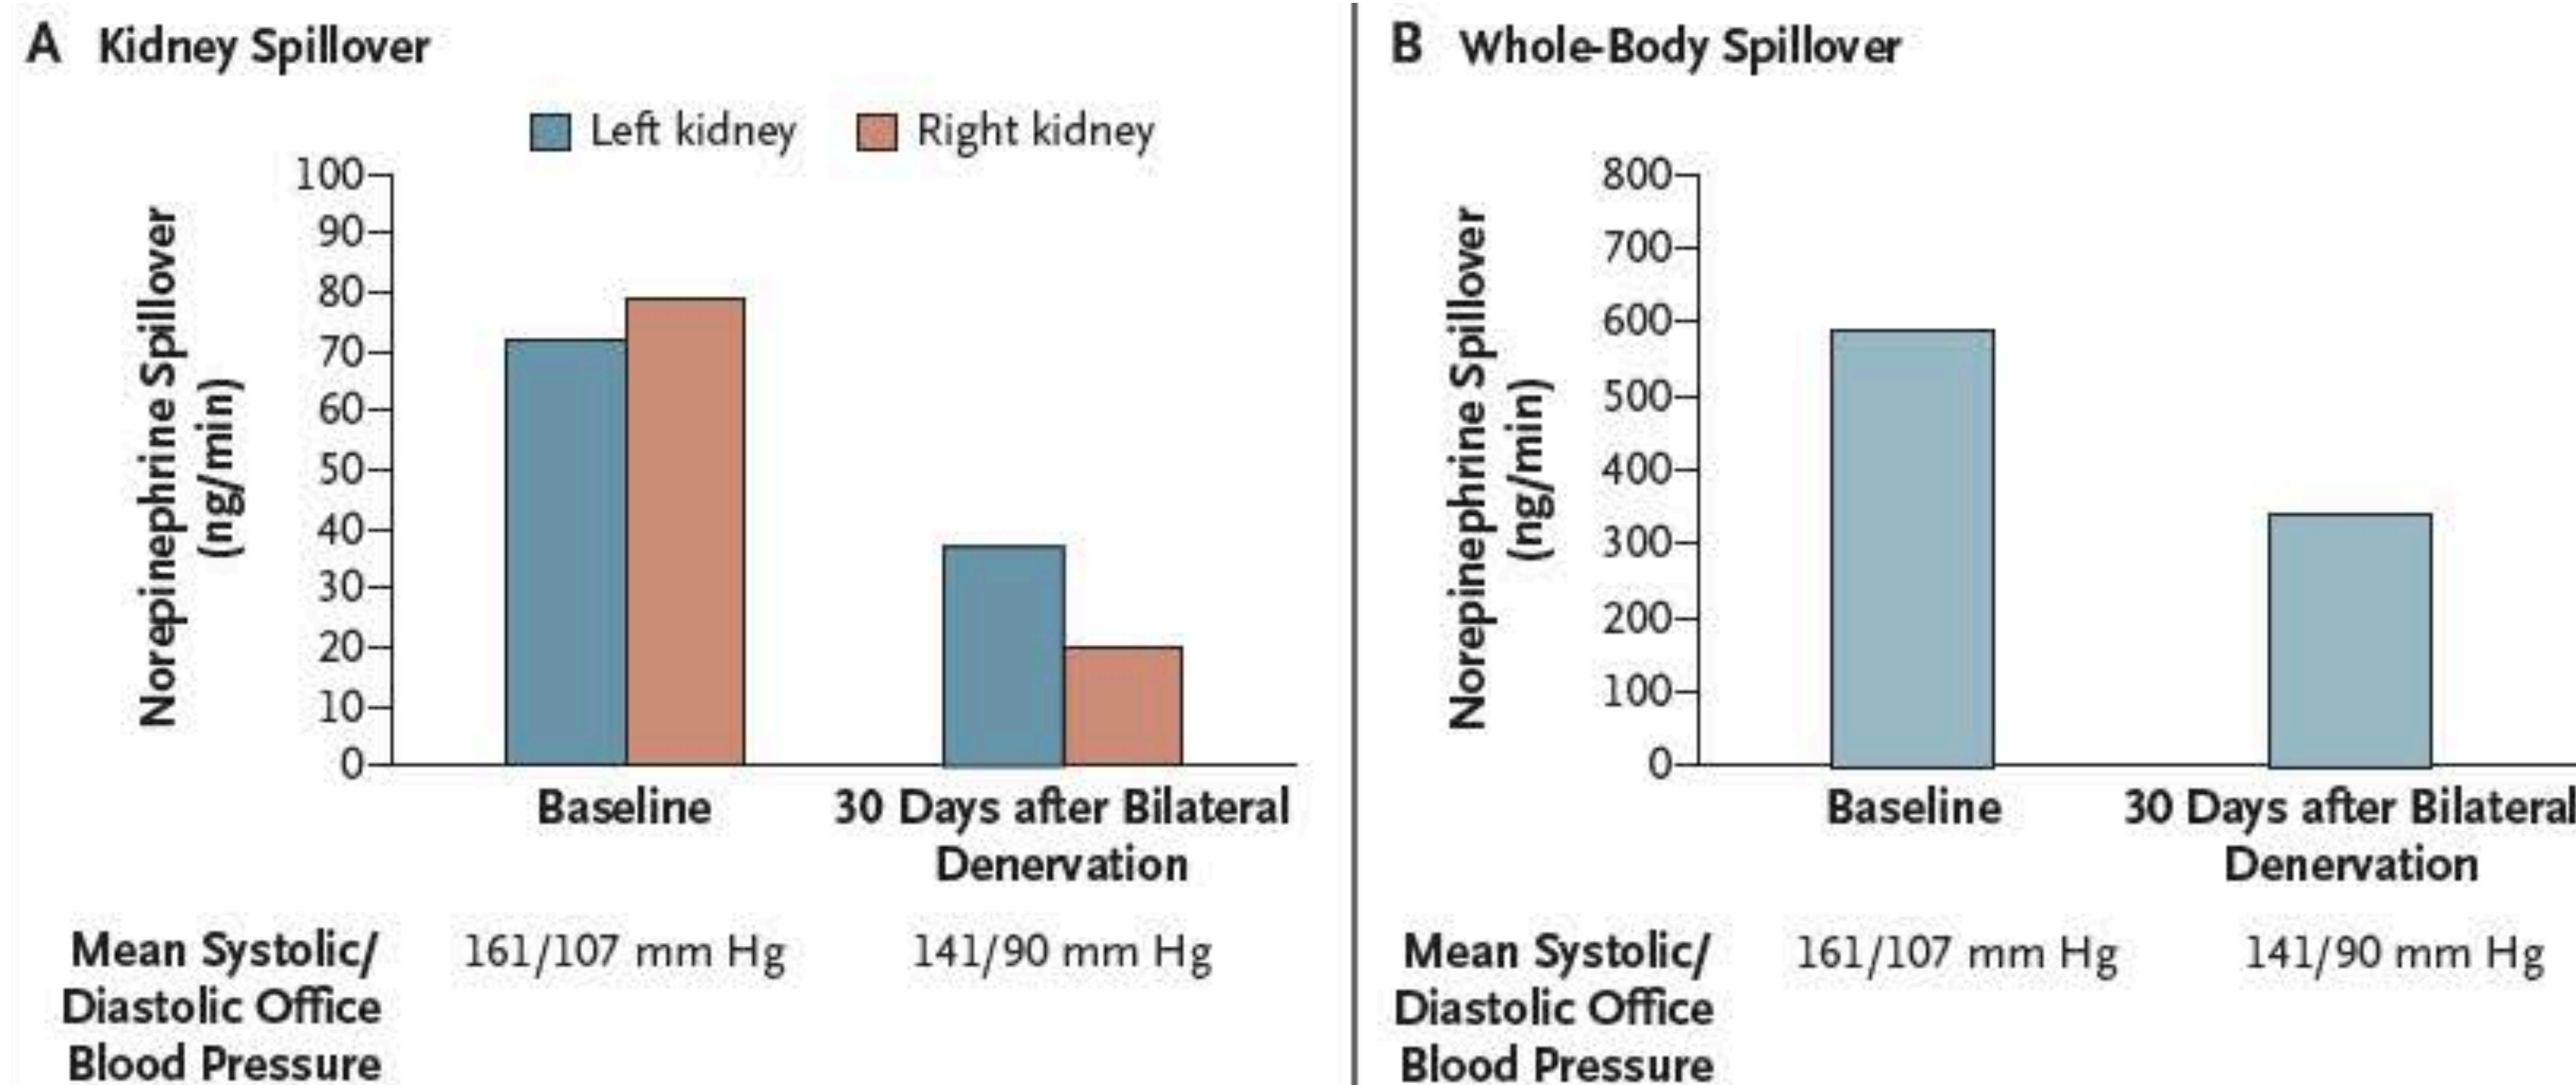 A Kidney Spillover
Left kidney
Right kidney
Norepinephrine Spillover
(ng/min)
100
90
80
70
60
50
40
30
20
10
0
Baseline
30 Days after Bilateral
Denervation
Mean Systolic/
Diastolic Office
Blood Pressure
161/107 mm Hg
141/90 mm Hg
B Whole-Body Spillover
Norepinephrine Spillover
(ng/min)
800
700
600
500
400
300
200
100
0
Baseline
30 Days after Bilateral
Denervation
Mean Systolic/
Diastolic Office
Blood Pressure
161/107 mm Hg
141/90 mm Hg